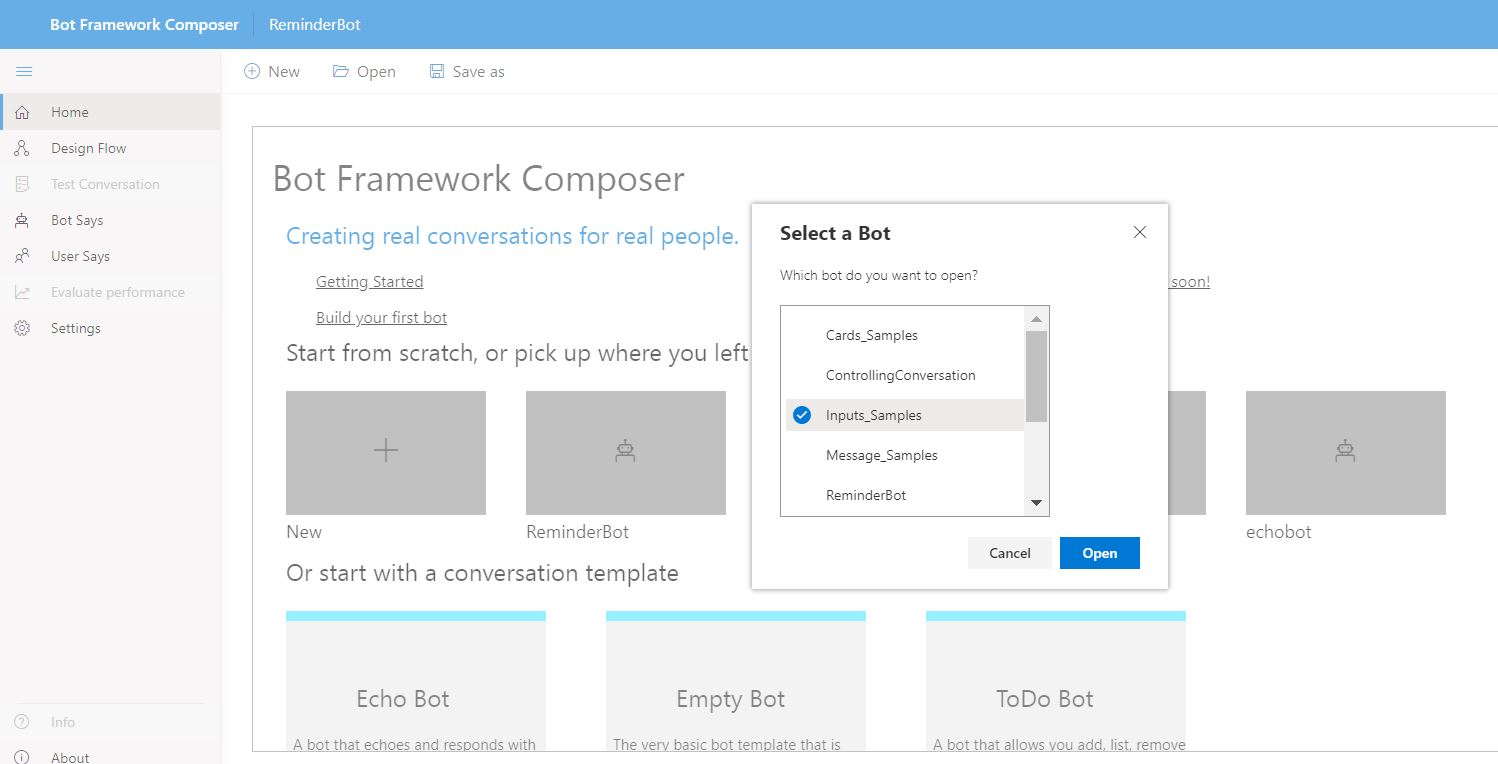 Bot Framework Composer ReminderBot
New Open Save as
Home
Design Flow
Test Conversation
Bot Says
User Says
Evaluate performance
Settings
Info
About
Bot Framework Composer
Creating real conversations for real people.
Getting Started
soon!
Build your first bot
Start from scratch, or pick up where you left
New
ReminderBot
echobot
Or start with a conversation template
Echo Bot
A bot that echoes and responds with
Empty Bot
The very basic bot template that is
ToDo Bot
A bot that allows you add, list, remove
Select a Bot
Which bot do you want to open?
Cards_Samples
ControllingConversation
Inputs_Samples
Message_Samples
ReminderBot
Cancel Open